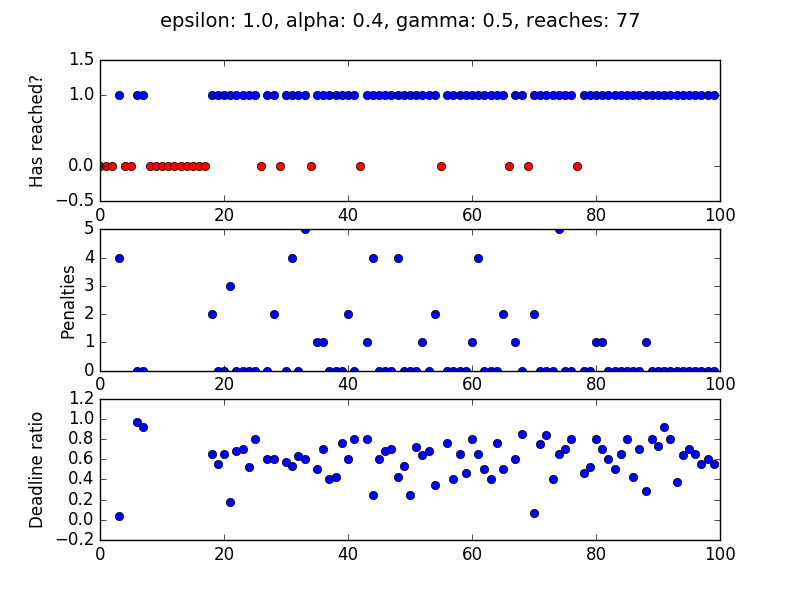 epsilon: 1.0, alpha: 0.4, gamma: 0.5, reaches: 77
1.5
1.0
0.0
−0.5
Has reached?
0 20 40 60 80 100
5
4
3
2
1
0
Penalties
0 20 40 60 80 100
1.2
1.0
0.8
0.6
0.4
0.2
0.0
−0.2
Deadline ratio
0 20 40 60 80 100